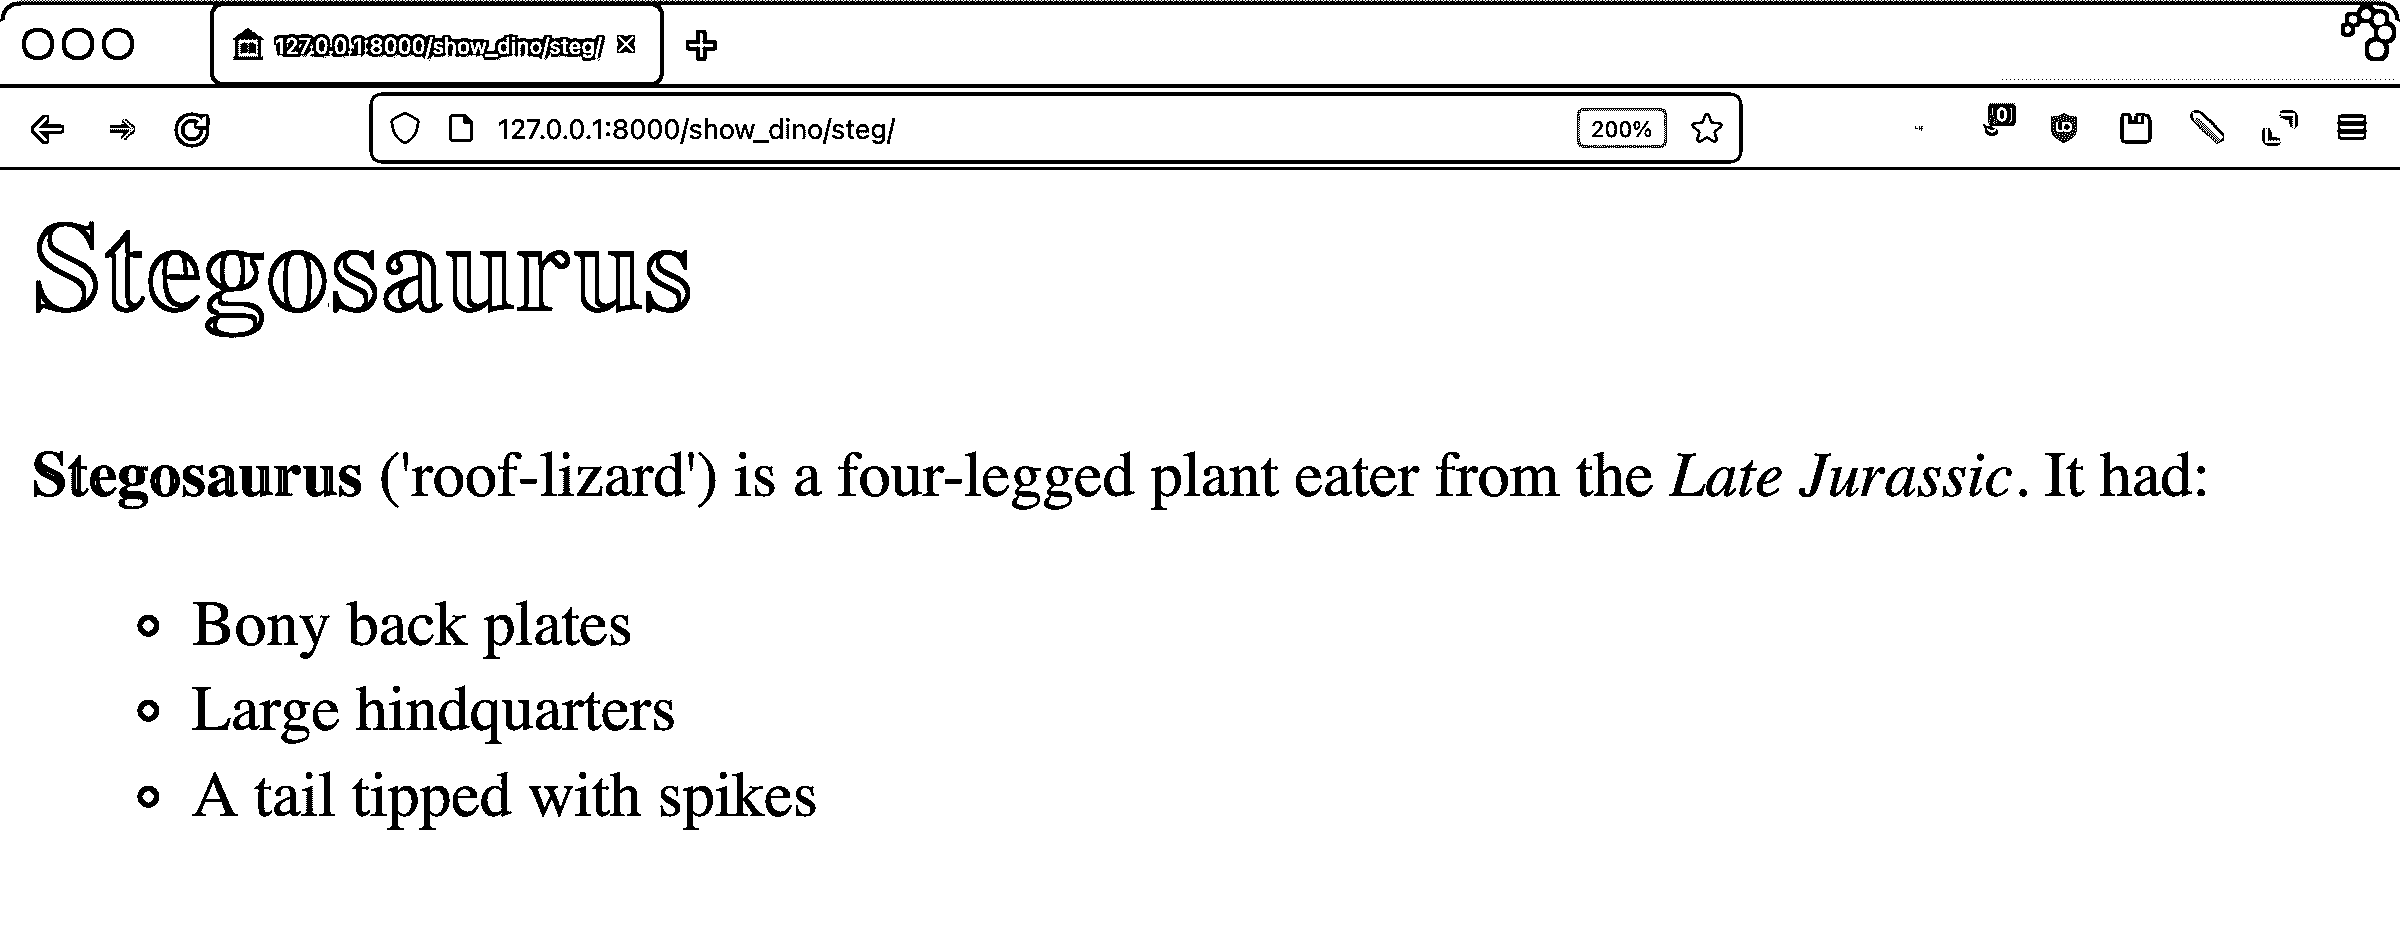 127.0.0.1:8000/show_dino/steg/
127.0.0.1:8000/show_dino/steg/
200%
Stegosaurus
Stegosaurus ('roof-lizard') is a four-legged plant eater from the Late Jurassic. It had:
Bony back plates
Large hindquarters
A tail tipped with spikes